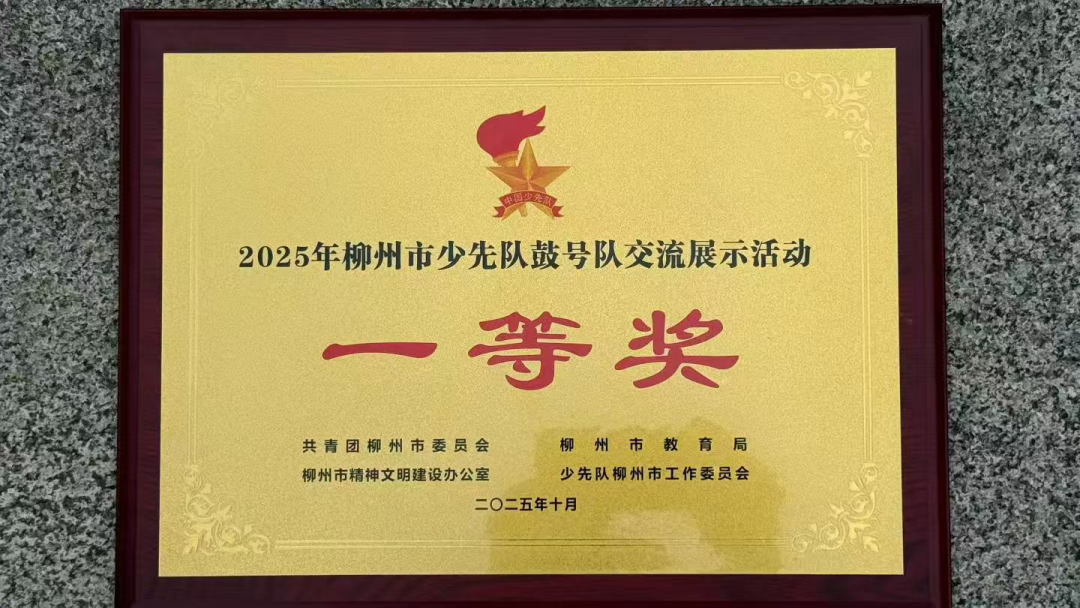 中国少先队
2025年柳州市少先队鼓号队交流展示活动
一等奖
共青团柳州市委员会 柳州市教育局
柳州市精神文明建设办公室 少先队柳州市工作委员会
二〇二五年十月